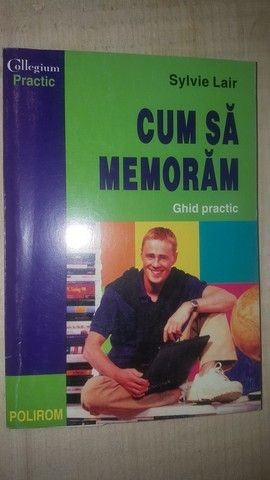 Collegium
Practic
Sylvie Lair
CUM SĂ
MEMORĂM
Ghid practic
POLIROM